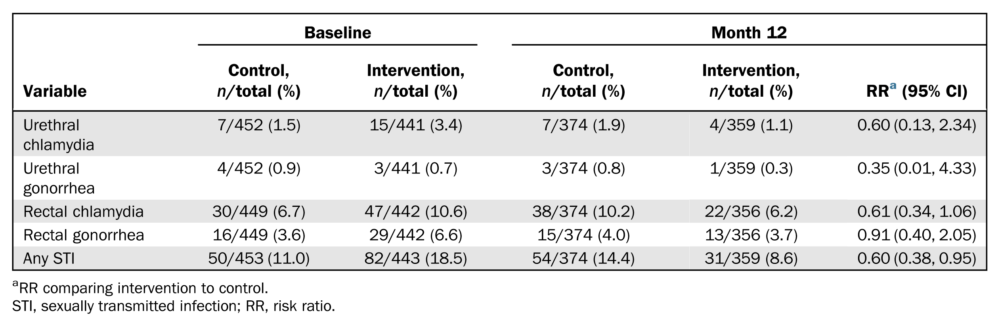 Baseline Month 12
Variable Control, n/total (%) Intervention, n/total (%) Control, n/total (%) Intervention, n/total (%) RRa (95% CI)
Urethral chlamydia 7/452 (1.5) 15/441 (3.4) 7/374 (1.9) 4/359 (1.1) 0.60 (0.13, 2.34)
Urethral gonorrhea 4/452 (0.9) 3/441 (0.7) 3/374 (0.8) 1/359 (0.3) 0.35 (0.01, 4.33)
Rectal chlamydia 30/449 (6.7) 47/442 (10.6) 38/374 (10.2) 22/356 (6.2) 0.61 (0.34, 1.06)
Rectal gonorrhea 16/449 (3.6) 29/442 (6.6) 15/374 (4.0) 13/356 (3.7) 0.91 (0.40, 2.05)
Any STI 50/453 (11.0) 82/443 (18.5) 54/374 (14.4) 31/359 (8.6) 0.60 (0.38, 0.95)
aRR comparing intervention to control.
STI, sexually transmitted infection; RR, risk ratio.